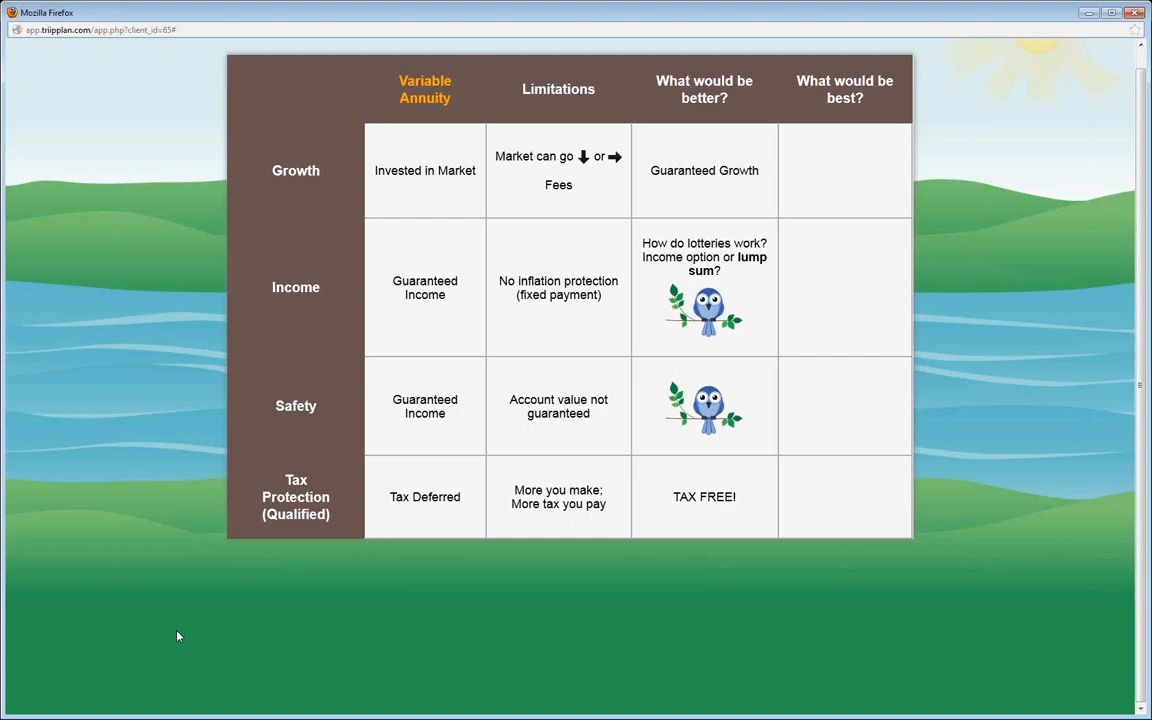 Mozilla Firefox
app.triipplan.com/app.php?client_id=65#
Variable
Annuity
Limitations
What would be
better?
What would be
best?
Growth
Invested in Market
Market can go or
Fees
Guaranteed Growth
Income
Guaranteed
Income
No inflation protection
(fixed payment)
How do lotteries work?
Income option or lump
sum?
Safety
Guaranteed
Income
Account value not
guaranteed
Tax
Protection
(Qualified)
Tax Deferred
More you make;
More tax you pay
TAX FREE!